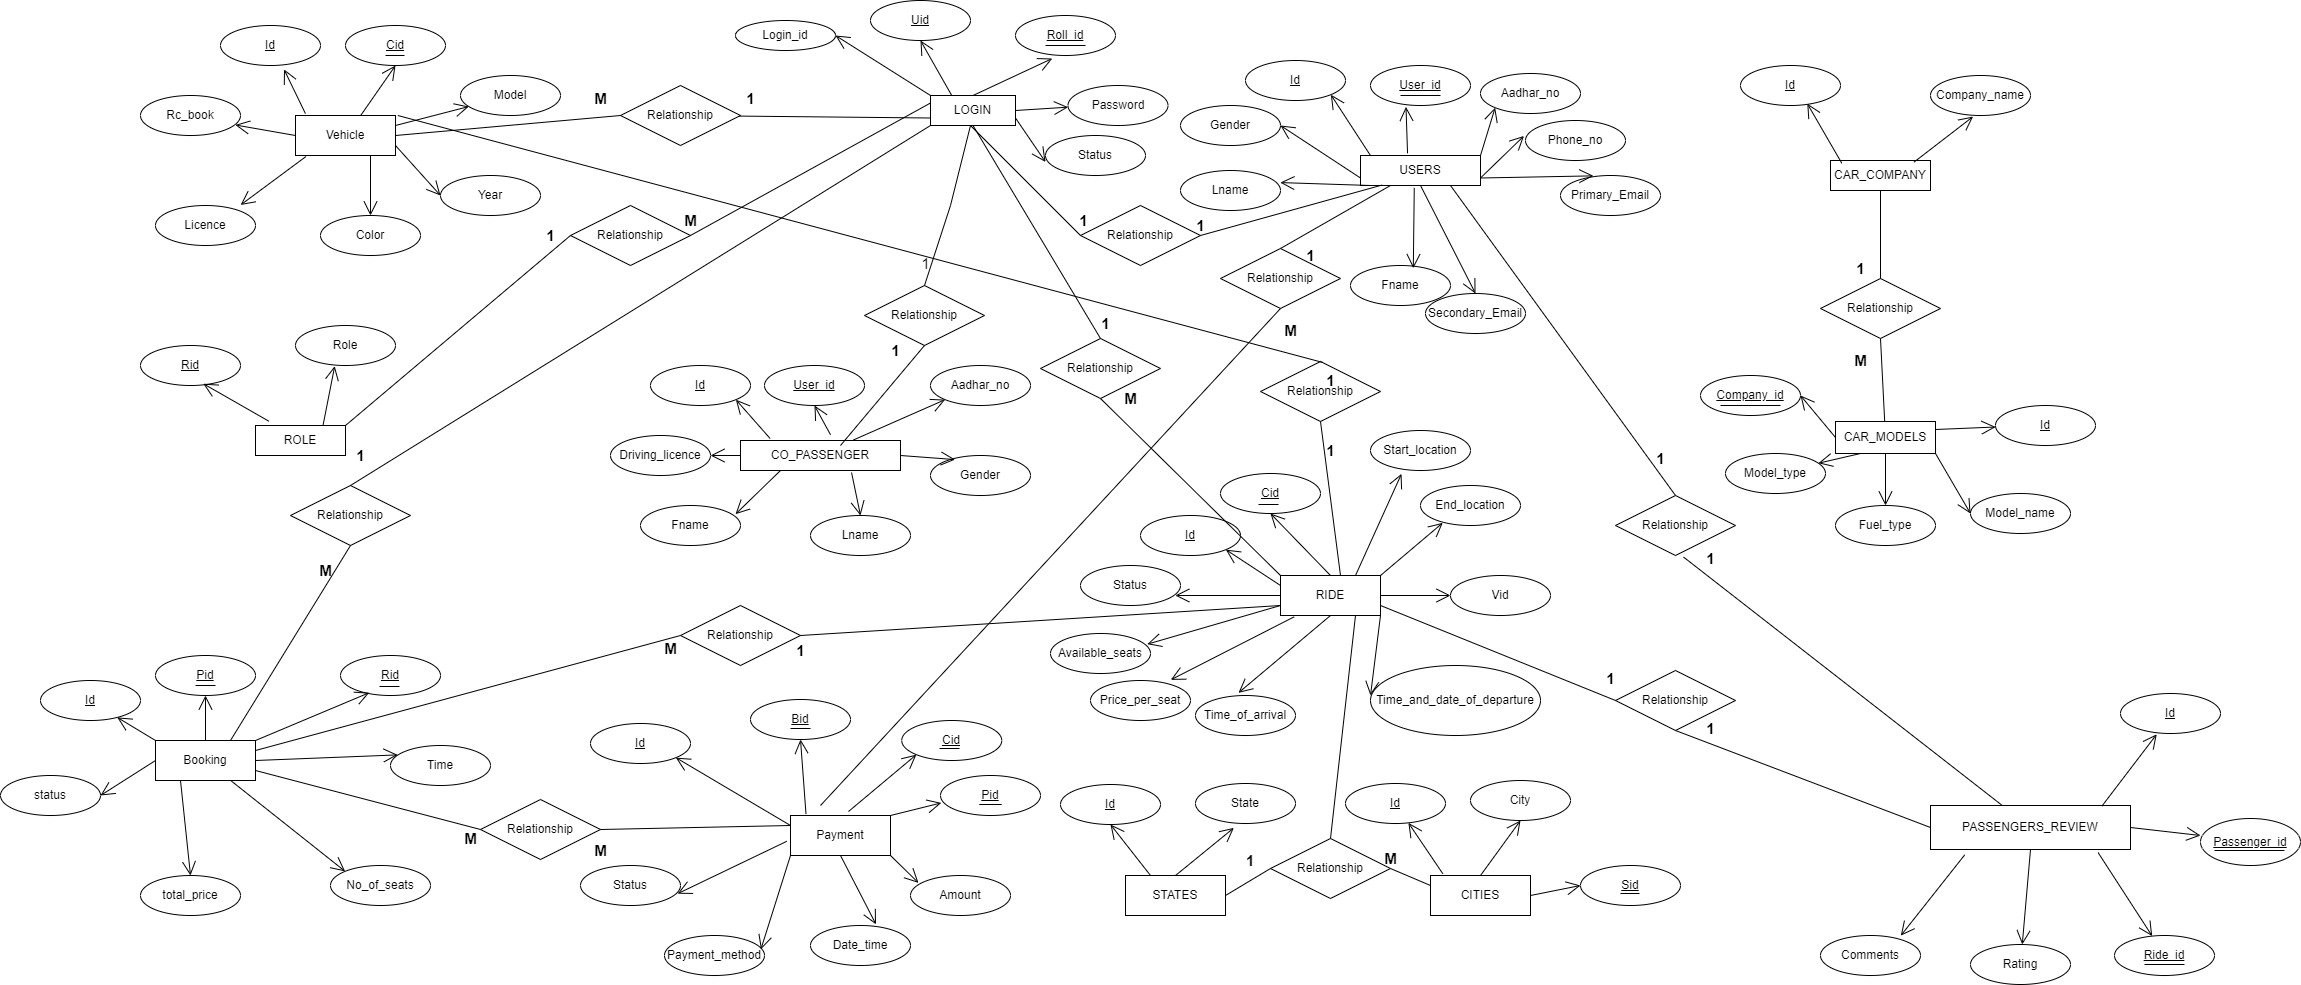 Id
Cid
Model
Rc_book
Vehicle
Licence
Color
Year
M
Relationship
1
Login_id
Uid
Roll_id
LOGIN
Password
Status
Id
User_id
Aadhar_no
Gender
Phone_no
USERS
Lname
Primary_Email
Fname
Secondary_Email
Id
Company_name
CAR_COMPANY
1
Relationship
M
1
Relationship
1
1
Relationship
M
1
Relationship
1
1
Relationship
M
1
Relationship
M
1
Relationship
1
Rid
Role
ROLE
1
Relationship
M
Id
User_id
Aadhar_no
Driving_licence
CO_PASSENGER
Gender
Fname
Lname
Company_id
Id
CAR_MODELS
Model_type
Fuel_type
Model_name
1
Relationship
1
Start_location
Cid
End_location
Id
Status
RIDE
Vid
Available_seats
Price_per_seat
Time_of_arrival
Time_and_date_of_departure
M
Relationship
1
1
Relationship
1
Id
Pid
Rid
Booking
Time
status
total_price
No_of_seats
M
Relationship
M
Id
Bid
Cid
Pid
Payment
Status
Amount
Payment_method
Date_time
Id
State
STATES
1
Relationship
M
Id
City
CITIES
Sid
Id
PASSENGERS_REVIEW
Passenger_id
Comments
Rating
Ride_id